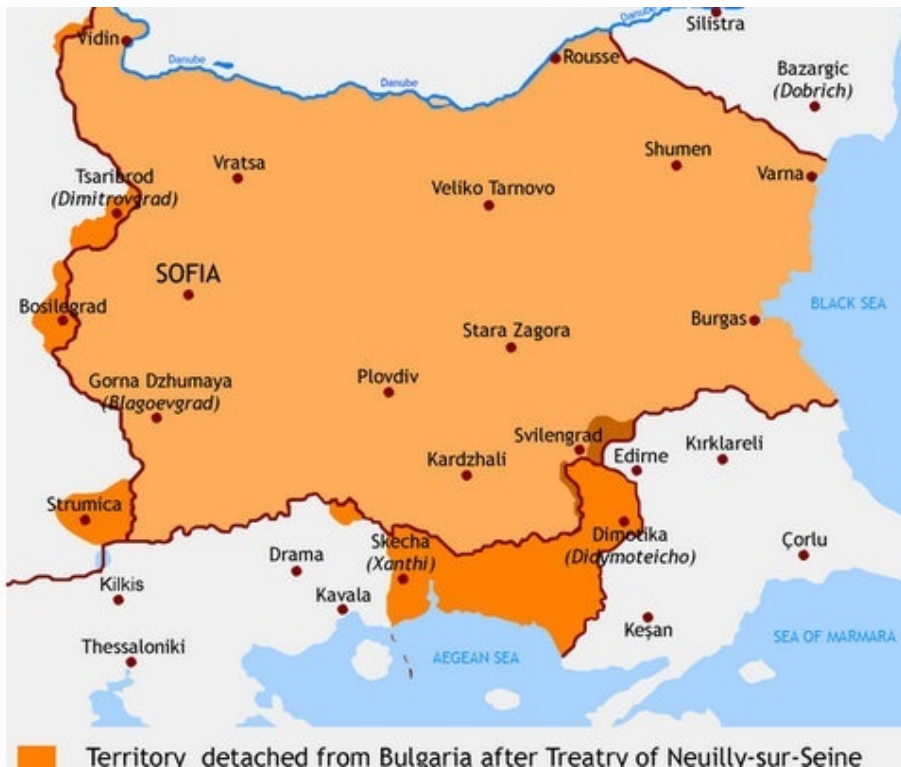 Danube
Silistra
Vidin
Danube
Danube
Rousse
Bazargic
(Dobrich)
Tsaribrod
(Dimitrovgrad)
Vratsa
Shumen
Veliko Tarnovo
Varna
SOFIA
Bosilegrad
BLACK SEA
Burgas
Stara Zagora
Gorna Dzhumaya
(Blagoevgrad)
Plovdiv
Svilengrad
Edirne
Kırklareli
Kardzhali
Strumica
Dimotika
(Didymoteicho)
Skecha
(Xanthi)
Çorlu
Drama
Kilkis
Kavala
Keşan
SEA OF MARMARA
Thessaloniki
AEGEAN SEA
Territory detached from Bulgaria after Treatry of Neuilly-sur-Seine